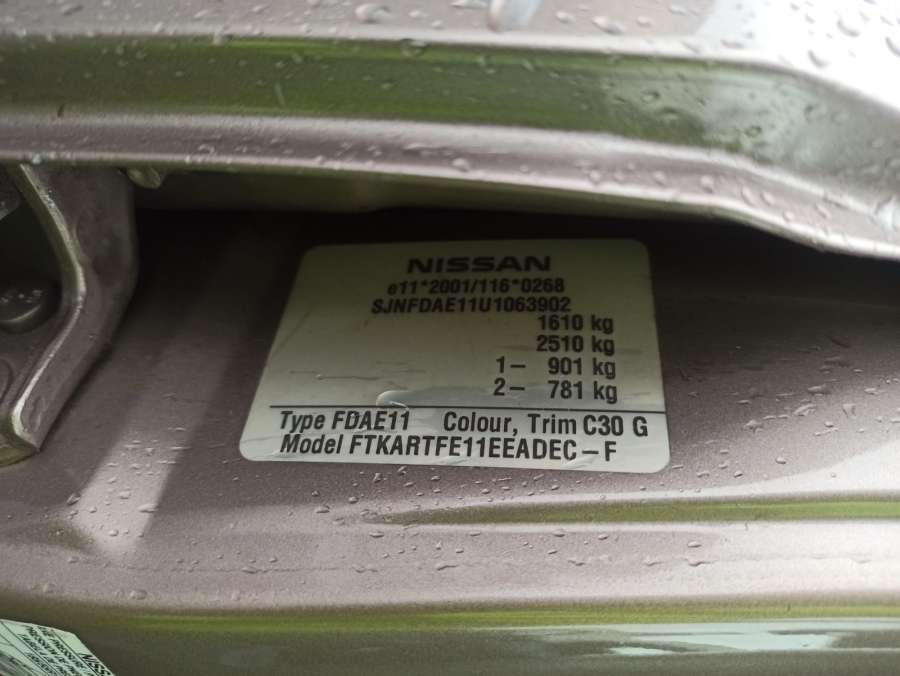 NISSAN
e11*2001/116*0268
SJNFDAE11U1063902
1610 kg
2510 kg
1– 901 kg
2– 781 kg
Type FDAE11 Colour, Trim C30 G
Model FTKARTFE11EEADEC–F
NISS